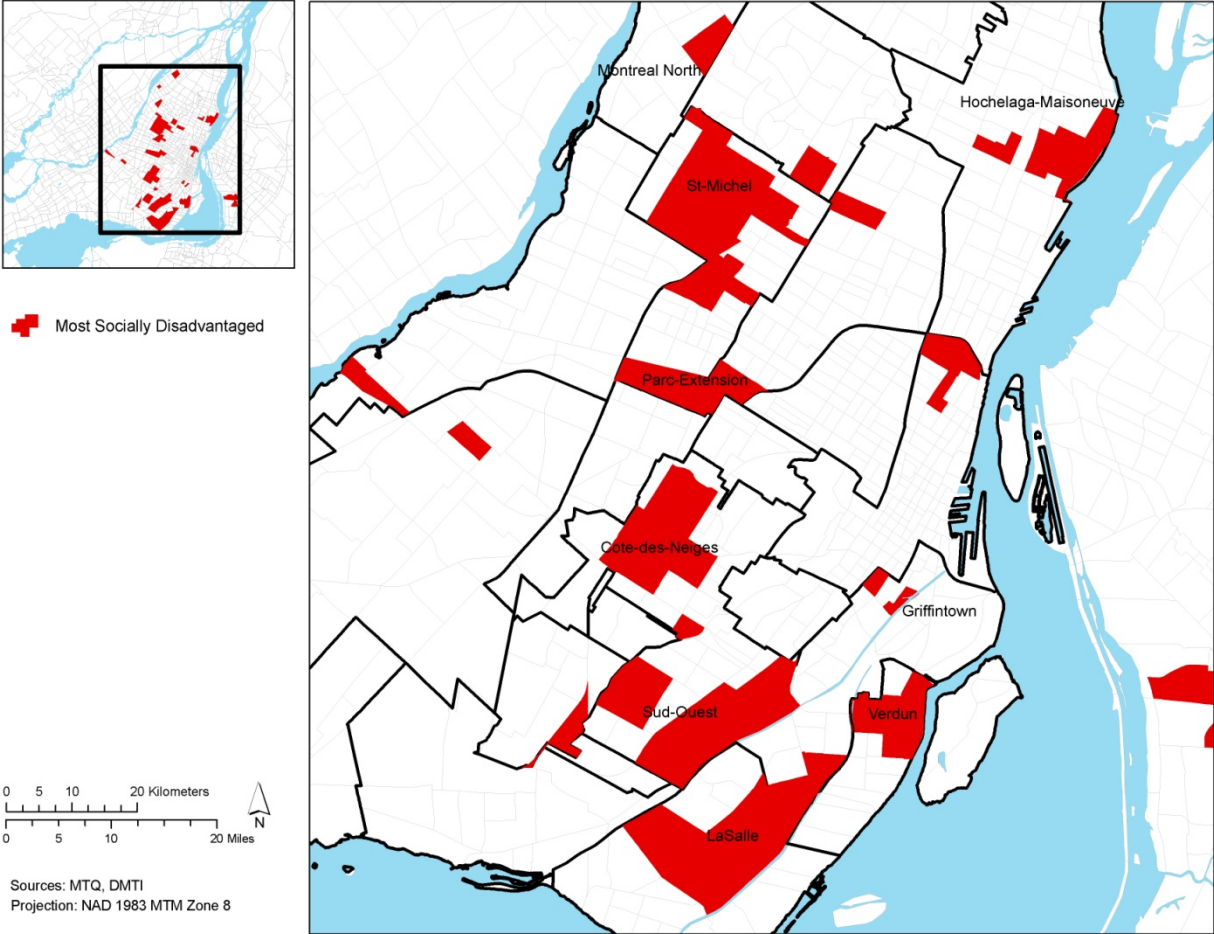 Montreal North
Hochelaga-Maisoneuve
St-Michel
Most Socially Disadvantaged
Parc-Extension
Cote-des-Neiges
Griffintown
Sud-Ouest
Verdun
LaSalle
0 5 10 20 Kilometers
0 5 10 20 Miles
N
Sources: MTQ, DMTI
Projection: NAD 1983 MTM Zone 8